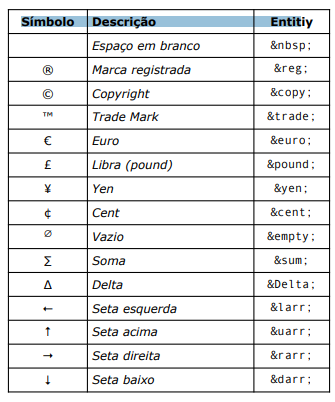 Símbolo Descrição Entitiy
Espaço em branco &nbsp;
® Marca registrada &reg;
© Copyright &copy;
™ Trade Mark &trade;
€ Euro &euro;
£ Libra (pound) &pound;
¥ Yen &yen;
¢ Cent &cent;
∅ Vazio &empty;
∑ Soma &sum;
Δ Delta &Delta;
← Seta esquerda &larr;
↑ Seta acima &uarr;
→ Seta direita &rarr;
↓ Seta baixo &darr;